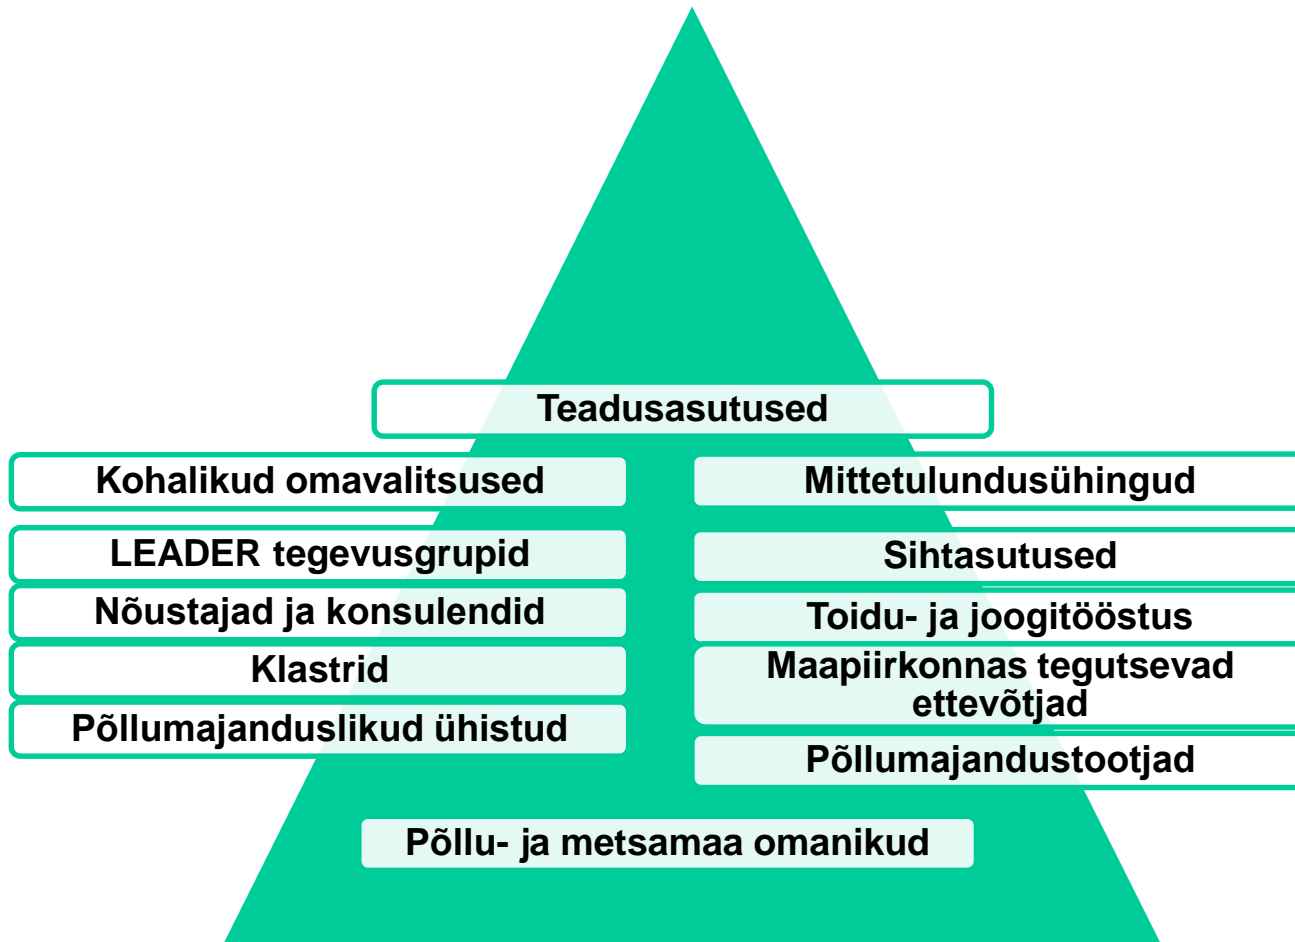 Teadusasutused
Kohalikud omavalitsused
LEADER tegevusgrupid
Nõustajad ja konsulendid
Klastrid
Põllumajanduslikud ühistud
Mittetulundusühingud
Sihtasutused
Toidu- ja joogitööstus
Maapiirkonnas tegutsevad
ettevõtjad
Põllumajandustootjad
Põllu- ja metsamaa omanikud